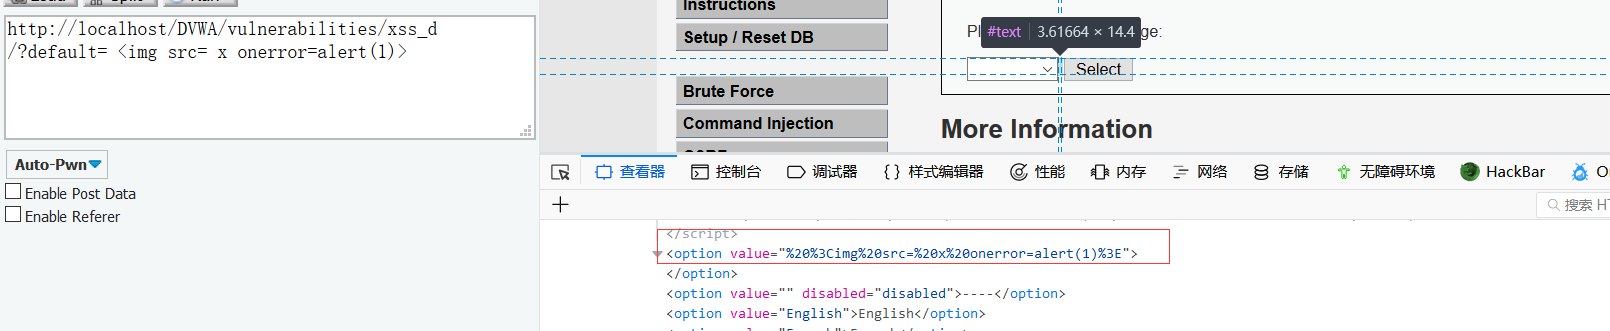 http://localhost/DVWA/vulnerabilities/xss_d
/?default= <img src= x onerror=alert(1)>
Auto-Pwn
Enable Post Data
Enable Referer
Instructions
Setup / Reset DB
Brute Force
Command Injection
#text 3.61664 × 14.4
ge:
Select
More Information
查看器
控制台
调试器
{} 样式编辑器
性能
内存
网络
存储
无障碍环境
HackBar
+
搜索 HT
</script>
<option value="%20%3Cimg%20src=%20x%20onerror=alert(1)%3E">
</option>
<option value="" disabled="disabled">----</option>
<option value="English">English</option>